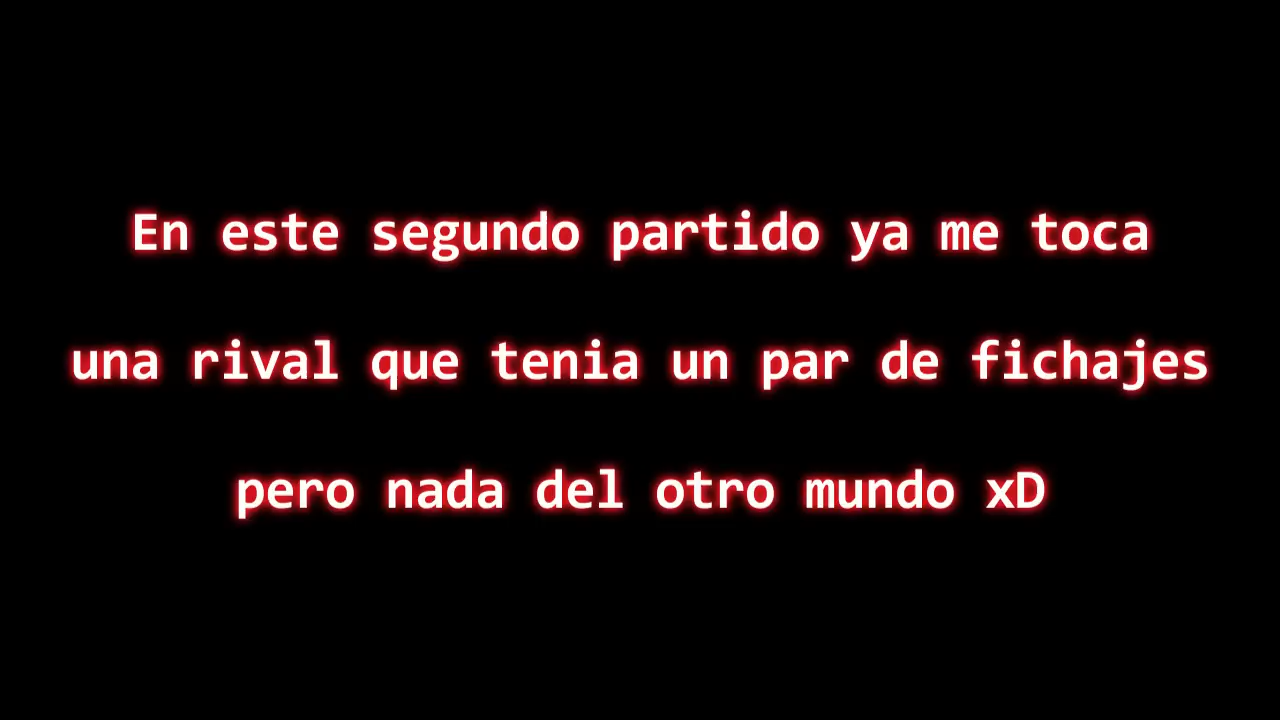 En este segundo partido ya me toca
una rival que tenia un par de fichajes
pero nada del otro mundo xD